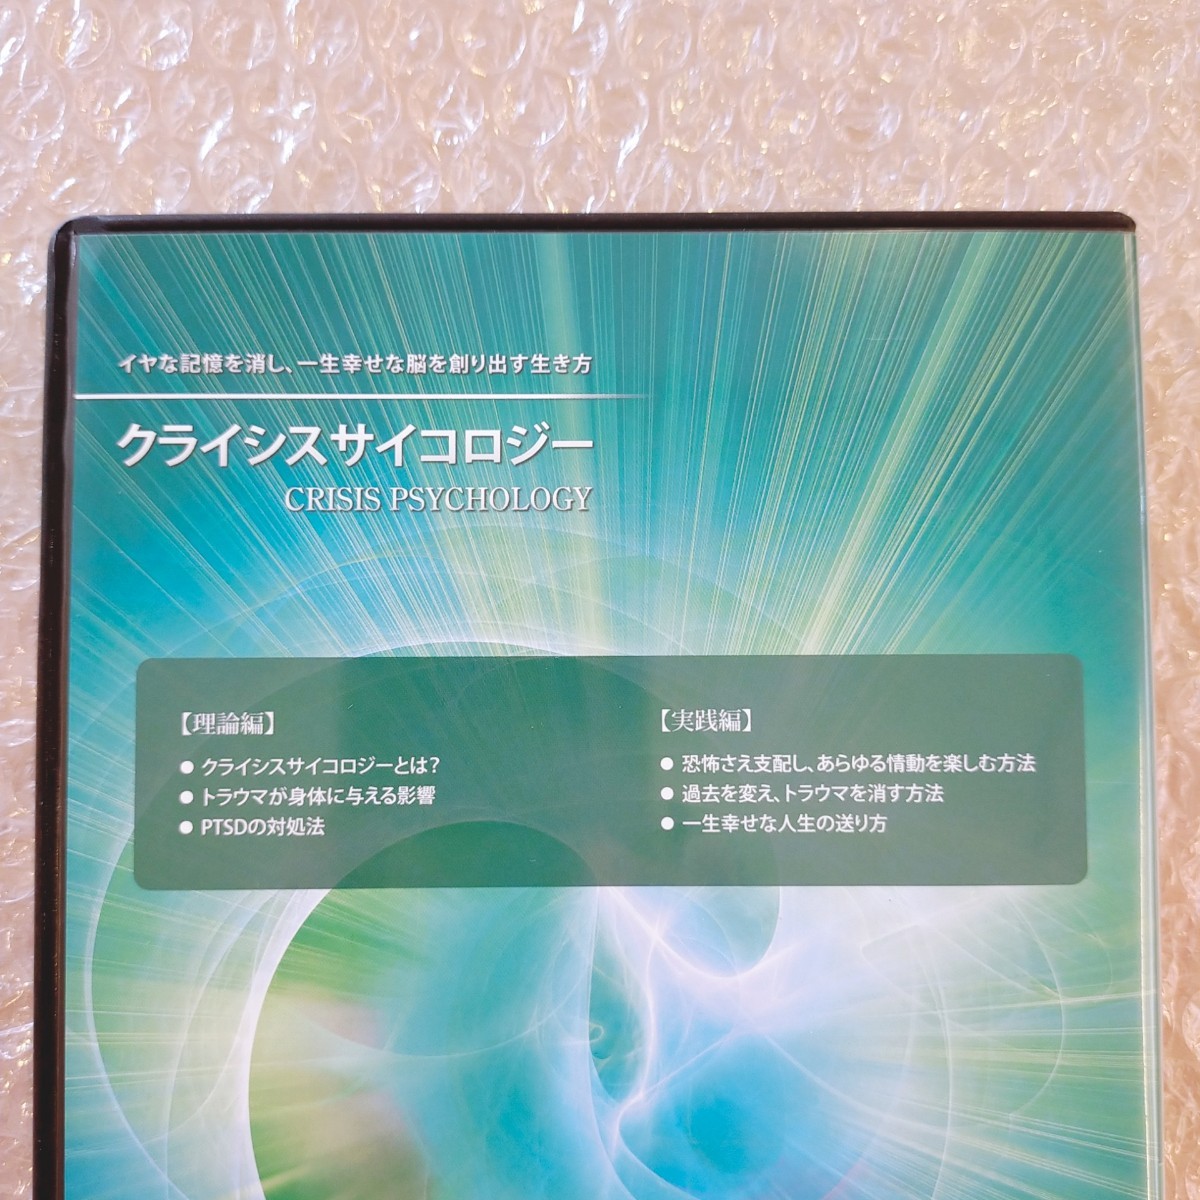 イヤな記憶を消し、一生幸せな脳を創り出す生き方
クライシスサイコロジー
CRISIS PSYCHOLOGY
【理論編】
● クライシスサイコロジーとは?
● トラウマが身体に与える影響
● PTSDの対処法
【実践編】
● 恐怖さえ支配し、あらゆる情動を楽しむ方法
● 過去を変え、トラウマを消す方法
● 一生幸せな人生の送り方